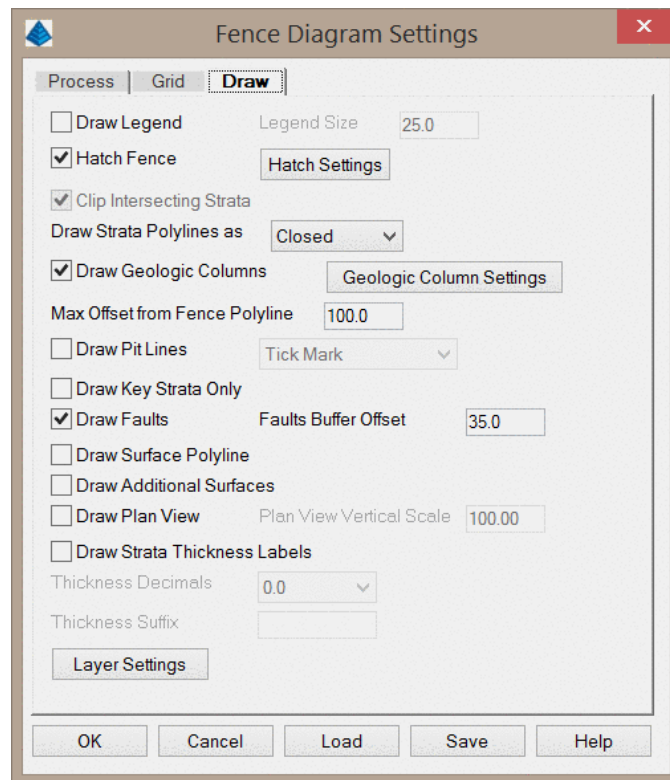 Fence Diagram Settings
x
Process Grid Draw
Draw Legend Legend Size 25.0
Hatch Fence Hatch Settings
Clip Intersecting Strata
Draw Strata Polylines as Closed
Draw Geologic Columns Geologic Column Settings
Max Offset from Fence Polyline 100.0
Draw Pit Lines Tick Mark
Draw Key Strata Only
Draw Faults Faults Buffer Offset 35.0
Draw Surface Polyline
Draw Additional Surfaces
Draw Plan View Plan View Vertical Scale 100.00
Draw Strata Thickness Labels
Thickness Decimals 0.0
Thickness Suffix
Layer Settings
OK Cancel Load Save Help